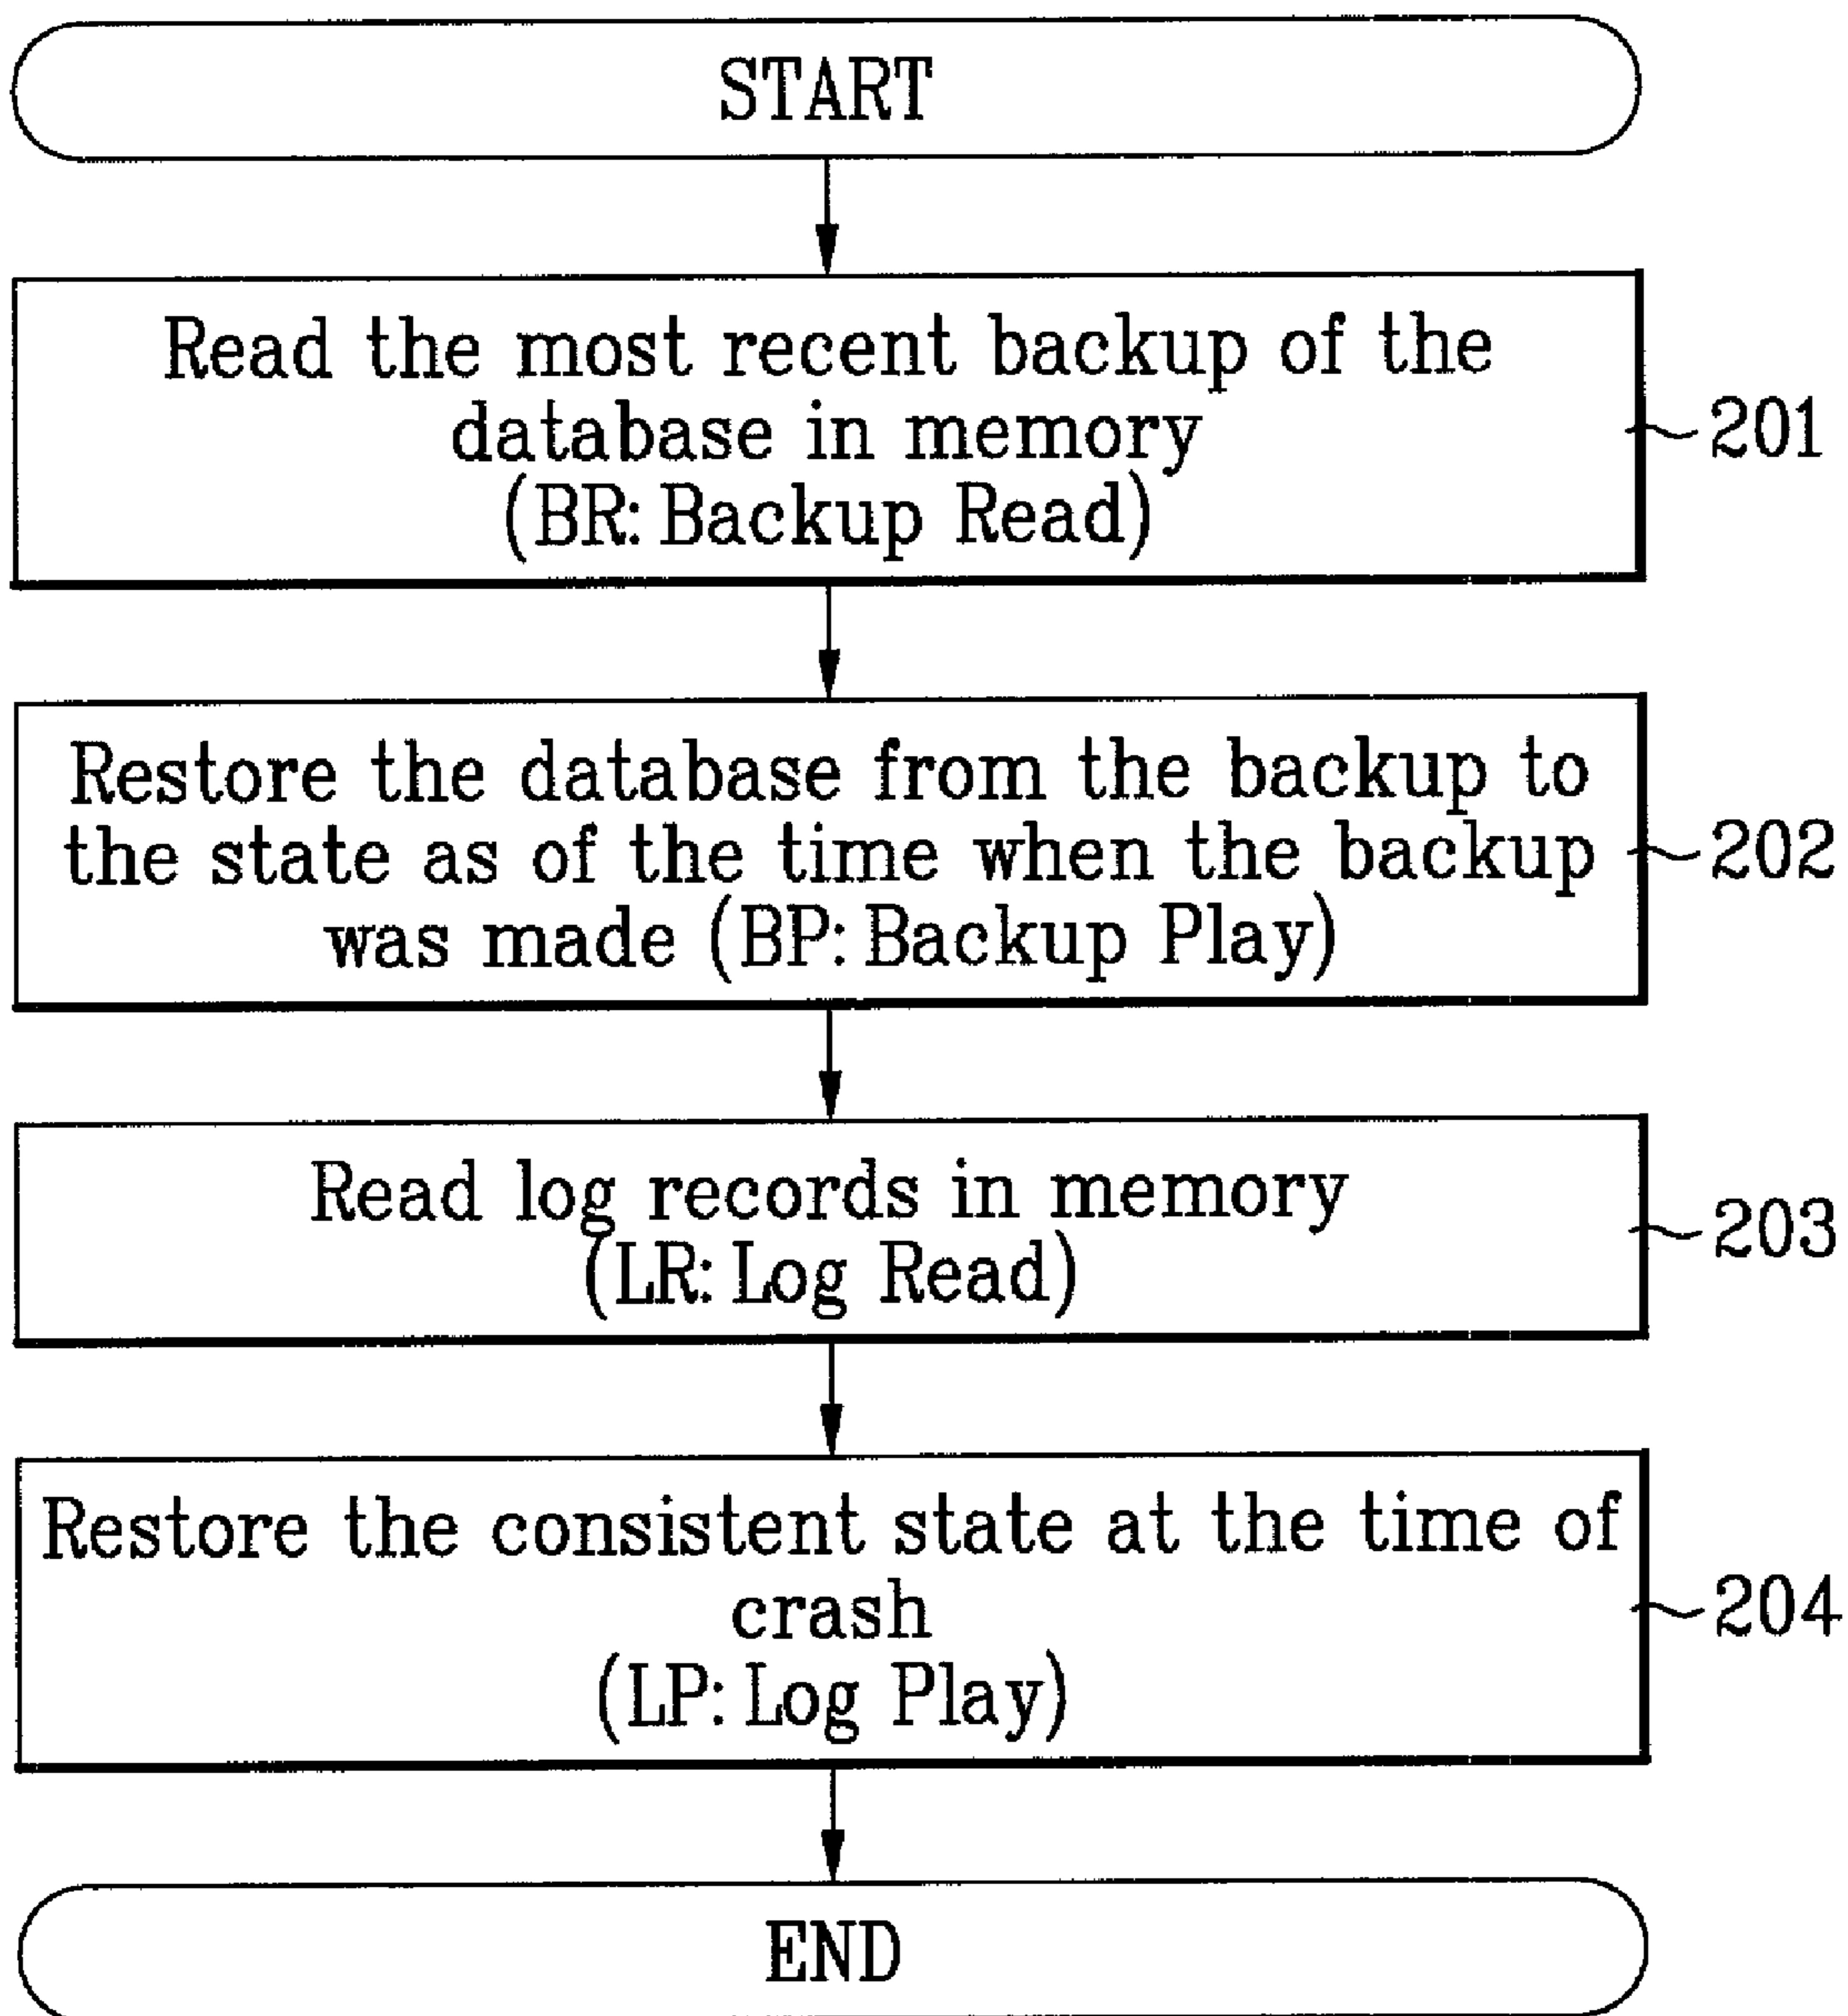 START
Read the most recent backup of the
database in memory
(BR: Backup Read)
201
Restore the database from the backup to
the state as of the time when the backup
was made (BP: Backup Play)
202
Read log records in memory
(LR: Log Read)
203
Restore the consistent state at the time of
crash
(LP: Log Play)
204
END